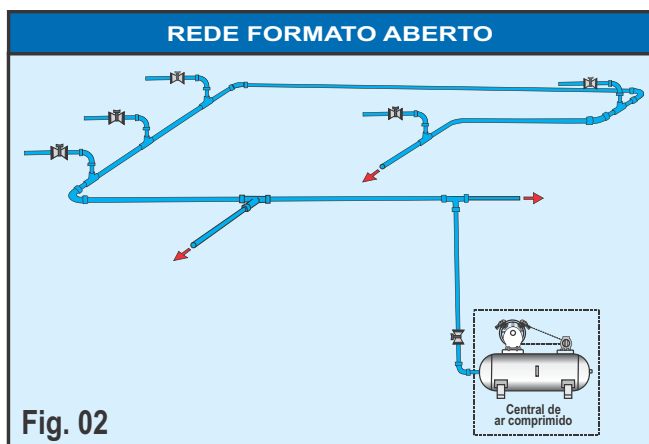 REDE FORMATO ABERTO
Central de
ar comprimido
Fig. 02